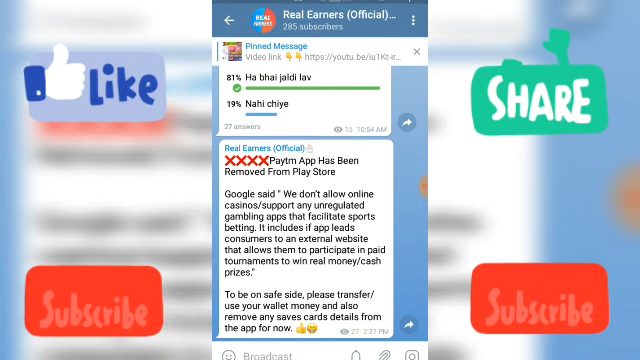 Real Earners (Official)...
285 subscribers
REAL
EARNERS
Pinned Message
Video link 👇👇 https://youtu.be/iu1Kt-ir...
81% Ha bhai jaldi lav
19% Nahi chiye
27 answers
15 10:54 AM
Real Earners (Official)☝🏻
❌❌❌❌Paytm App Has Been
Removed From Play Store
Google said " We don't allow online
casinos/support any unregulated
gambling apps that facilitate sports
betting. It includes if app leads
consumers to an external website
that allows them to participate in paid
tournaments to win real money/cash
prizes."
To be on safe side, please transfer/
use your wallet money and also
remove any saves cards details from
the app for now. 👍😁
27 2:37 PM
Broadcast
Like
SHARE
Subscribe
Subscribe